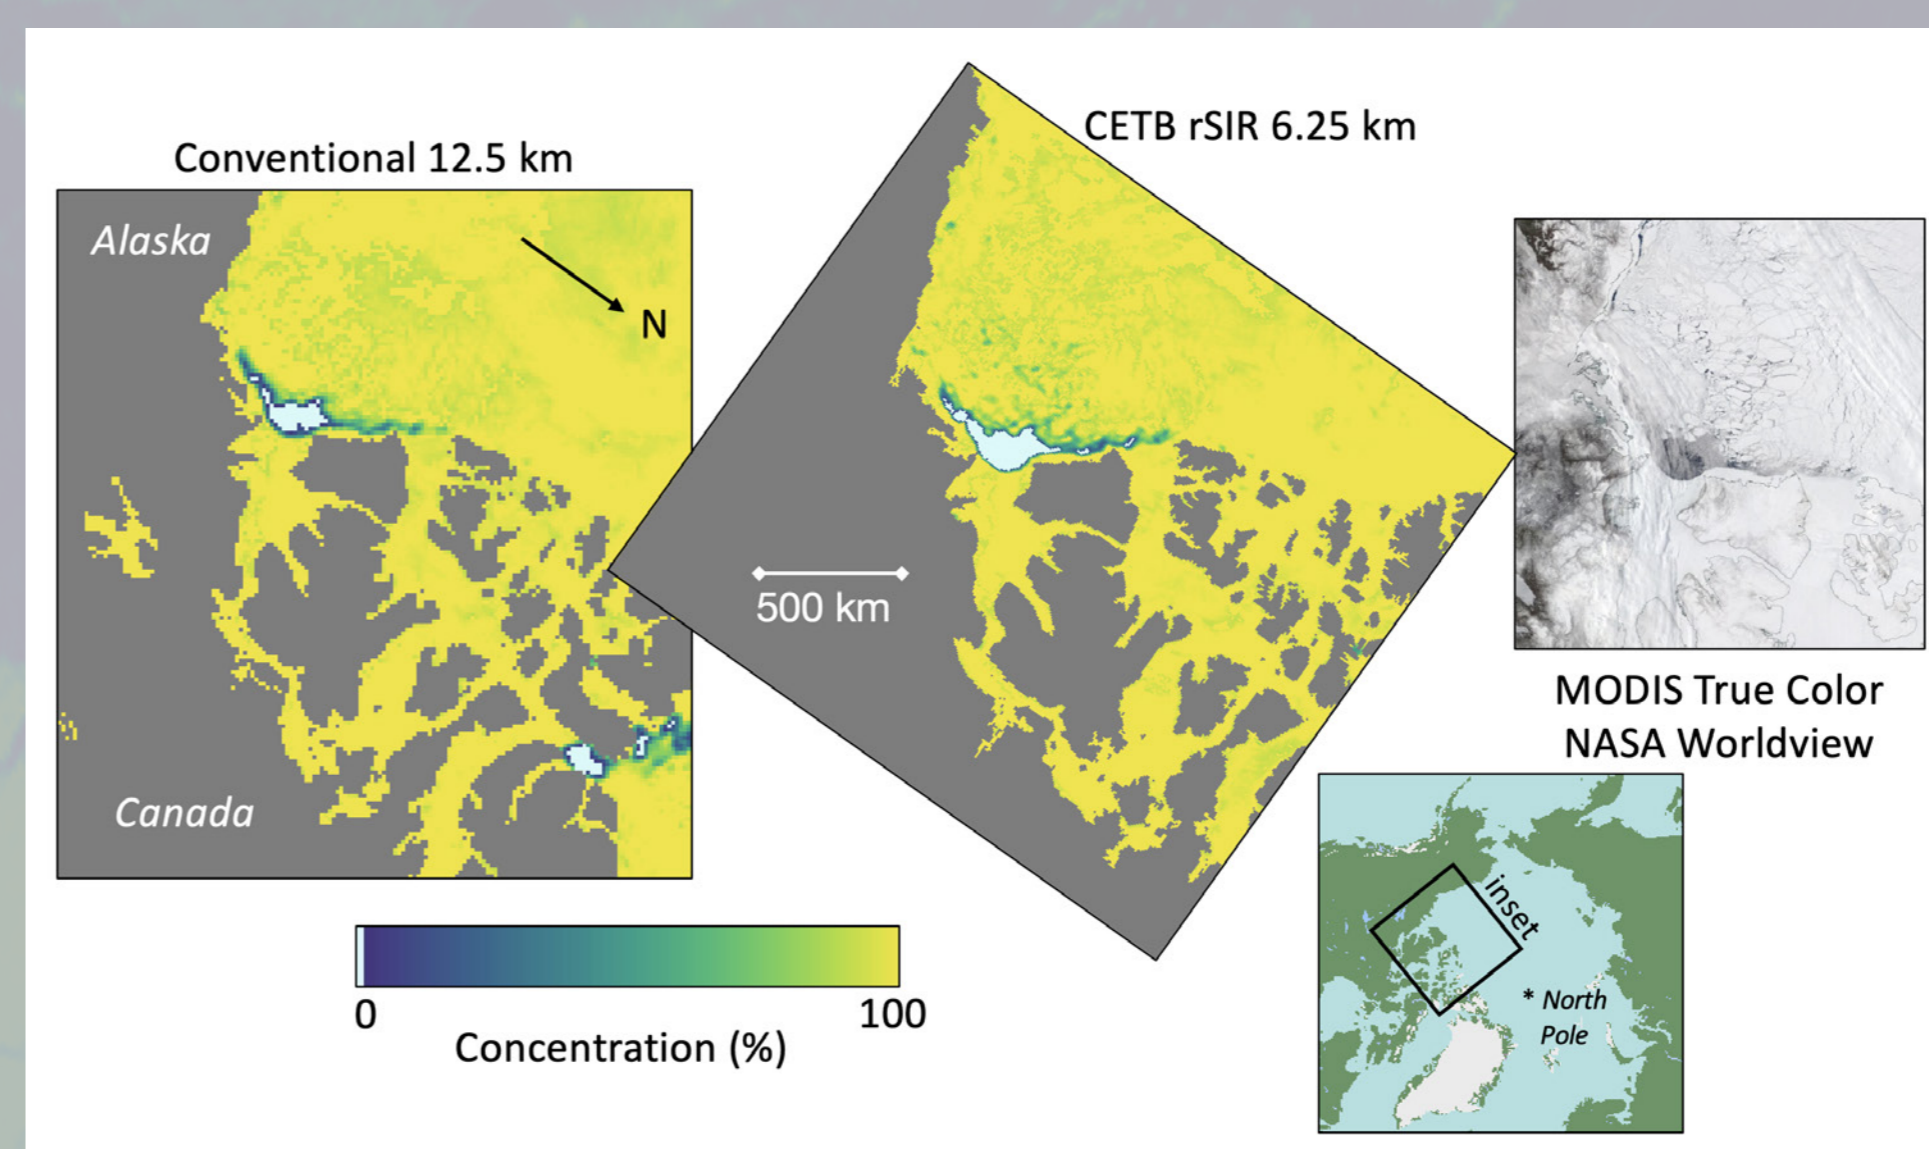 Conventional 12.5 km
CETB rSIR 6.25 km
Alaska
N
500 km
Canada
MODIS True Color
NASA Worldview
inset
* North
Pole
0
100
Concentration (%)